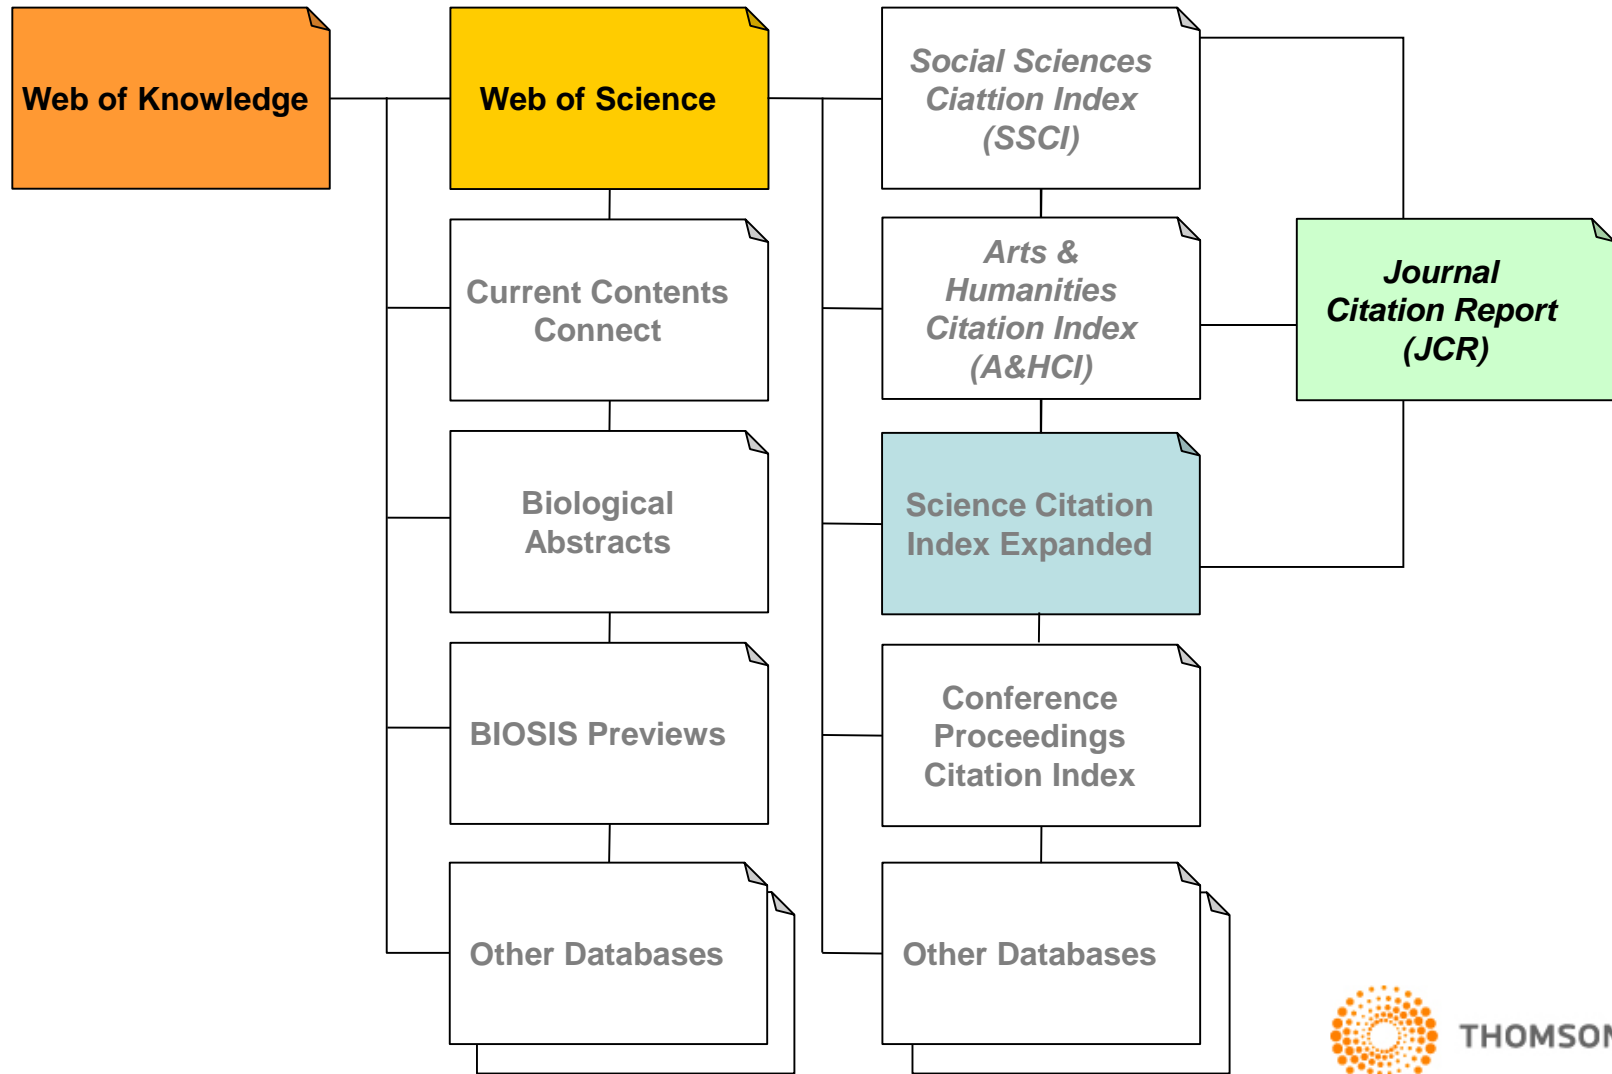 Web of Knowledge
Web of Science
Social Sciences
Ciattion Index
(SSCI)
Current Contents
Connect
Arts &
Humanities
Citation Index
(A&HCI)
Journal
Citation Report
(JCR)
Biological
Abstracts
Science Citation
Index Expanded
BIOSIS Previews
Conference
Proceedings
Citation Index
Other Databases
Other Databases
THOMSON